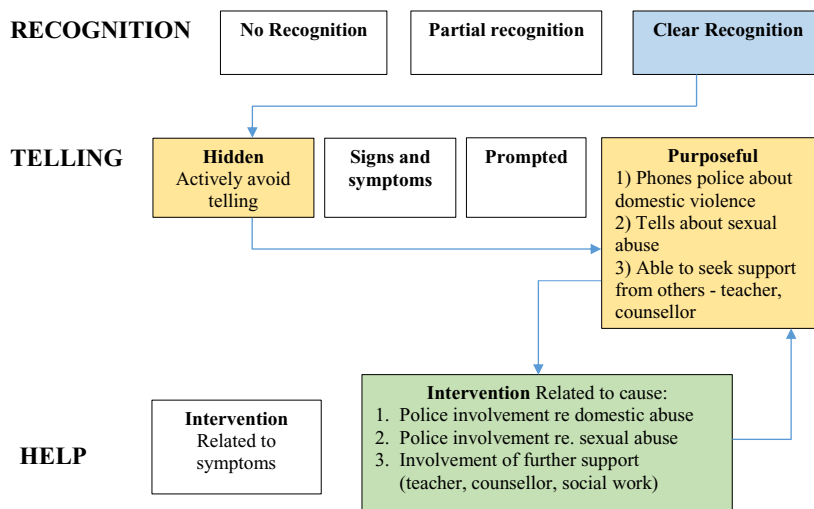 RECOGNITION
No Recognition
Partial recognition
Clear Recognition
TELLING
Hidden
Actively avoid
telling
Signs and
symptoms
Prompted
Purposeful
1) Phones police about
domestic violence
2) Tells about sexual
abuse
3) Able to seek support
from others - teacher,
counsellor
HELP
Intervention
Related to
symptoms
Intervention Related to cause:
1. Police involvement re domestic abuse
2. Police involvement re. sexual abuse
3. Involvement of further support
(teacher, counsellor, social work)